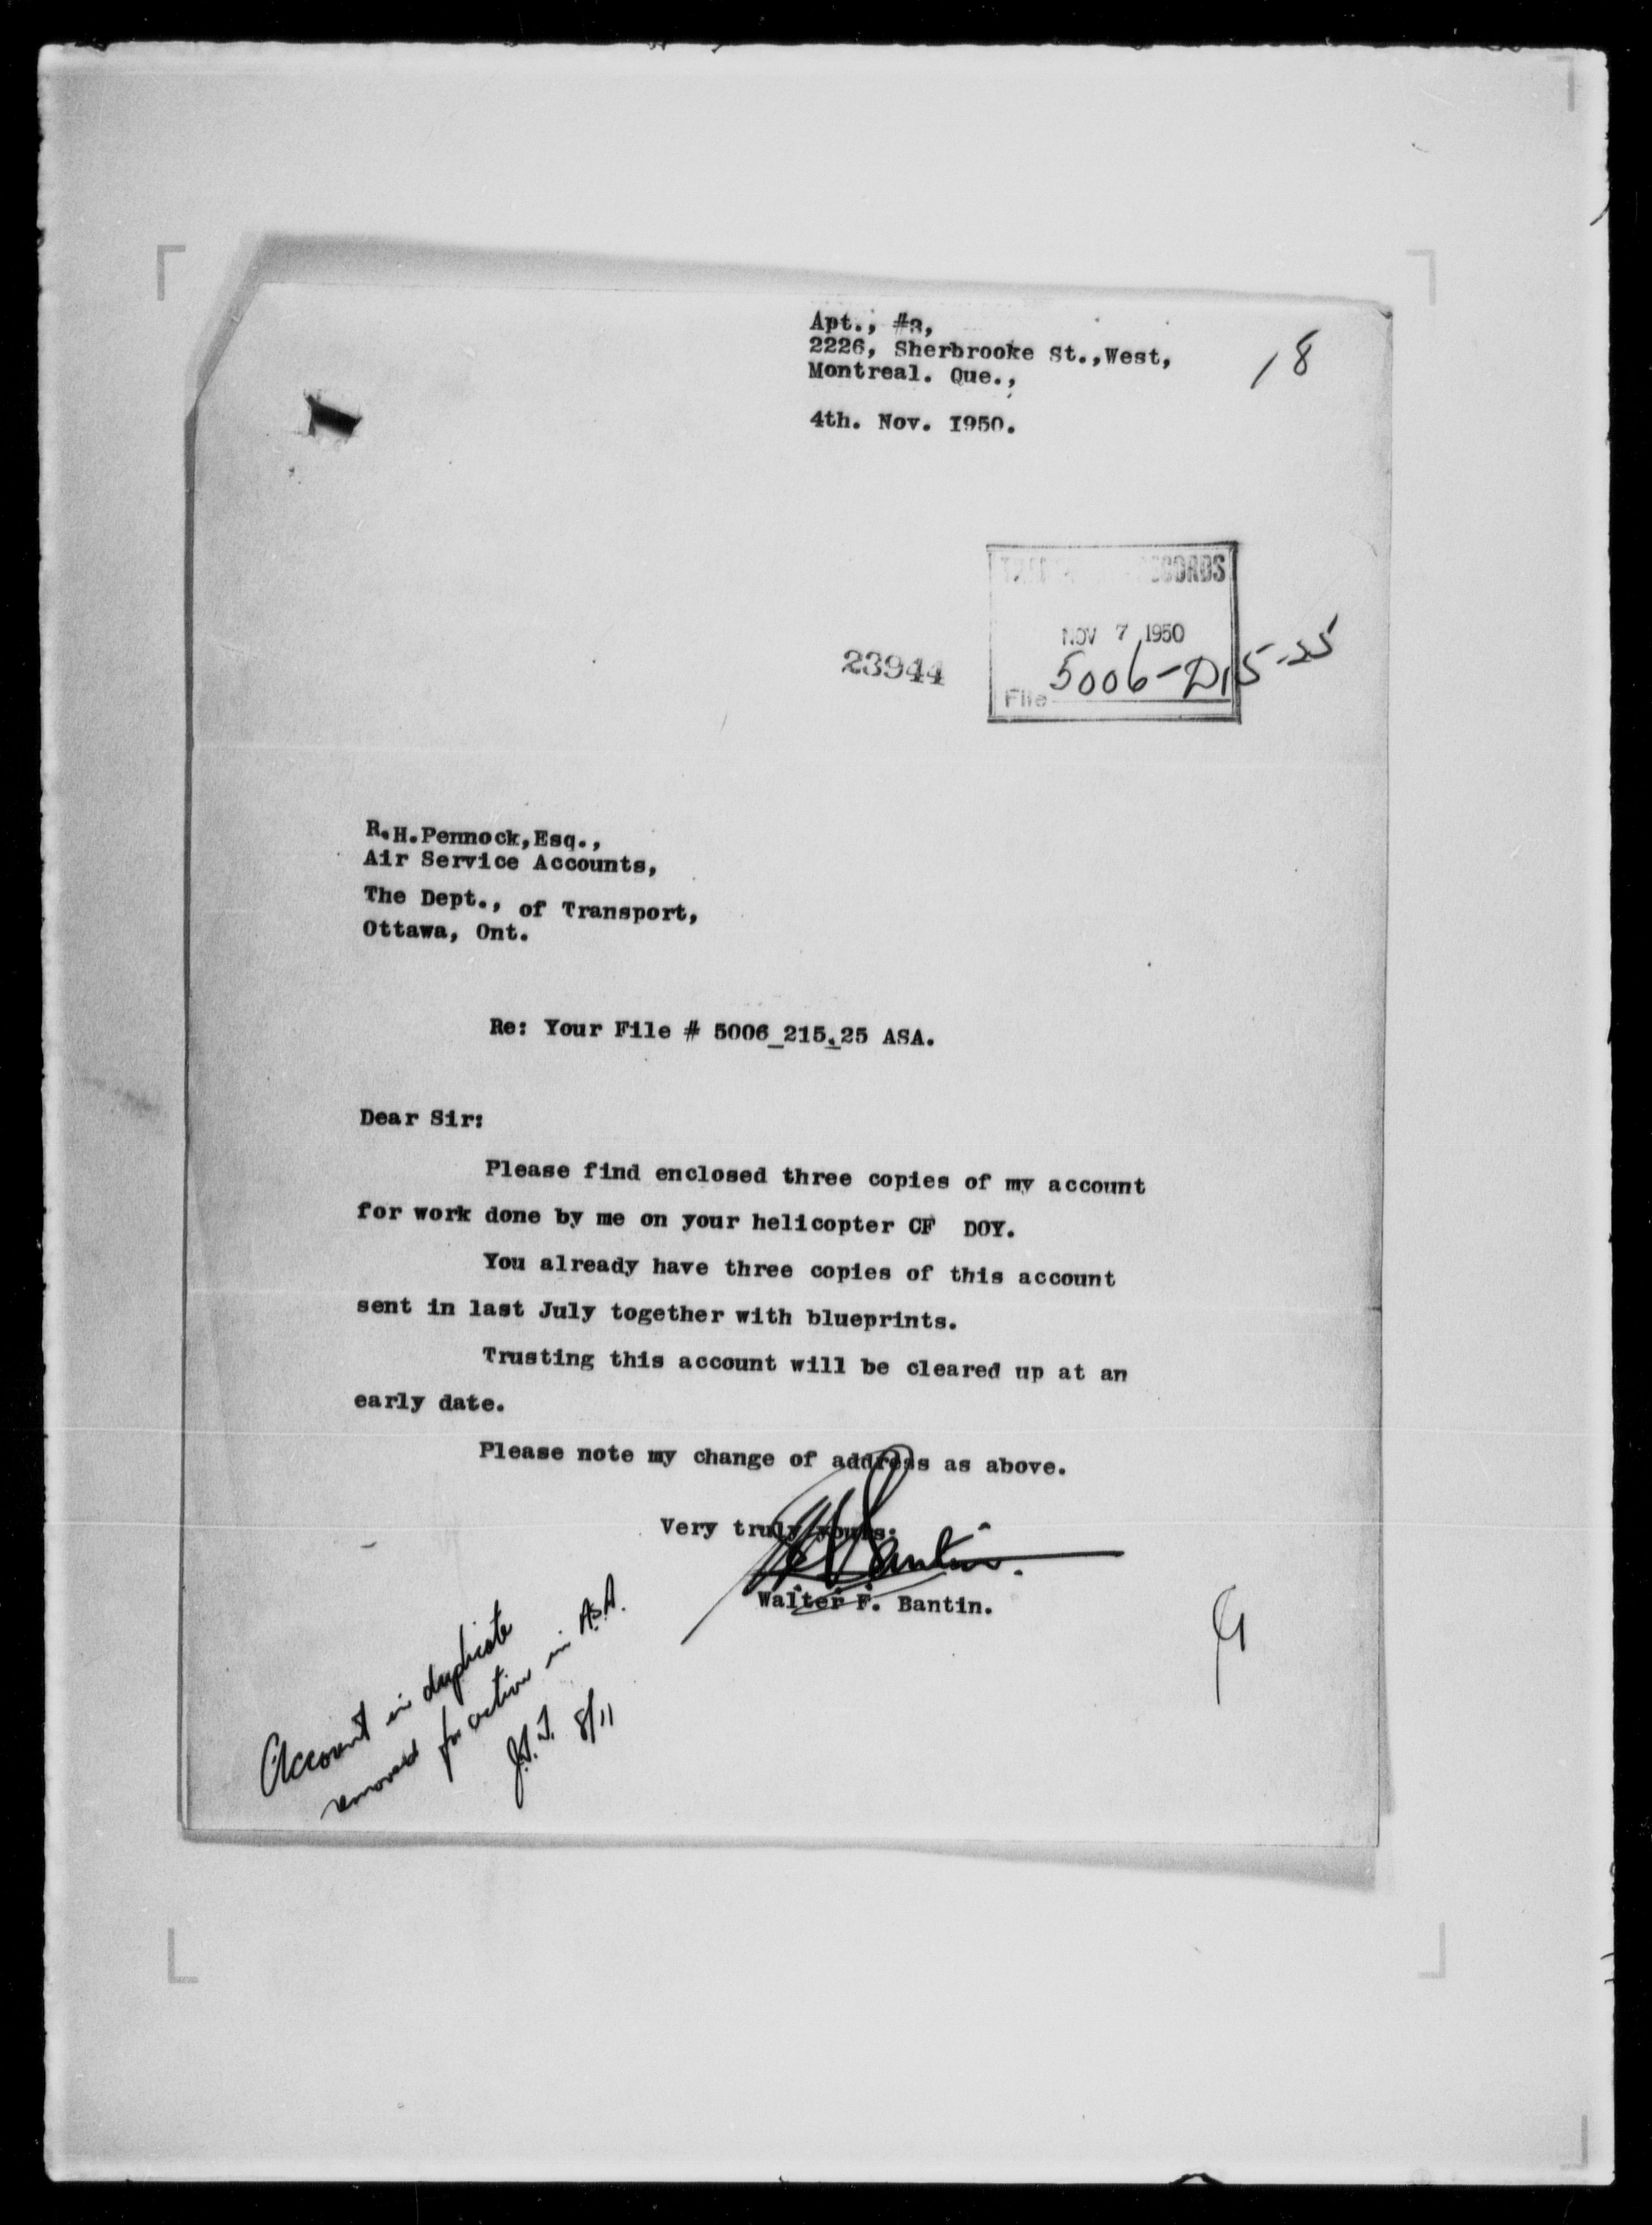 Apt., #3,
2226, Sherbrooke St.,West,
Montreal. Que.,
18
4th. Nov. 1950.
RECORDS
NOV 7 1950
23944
File 5006-D15-25
R.H.Pennock,Esq.,
Air Service Accounts,
The Dept., of Transport,
Ottawa, Ont.
Re: Your File # 5006_215.25 ASA.
Dear Sir:
Please find enclosed three copies of my account
for work done by me on your helicopter CF DOY.
You already have three copies of this account
sent in last July together with blueprints.
Trusting this account will be cleared up at an
early date.
Please note my change of address as above.
Very truly yours:
Bantin.
Walter F. Bantin.
Account in duplicate
removed for action in A.S.A.
8/11